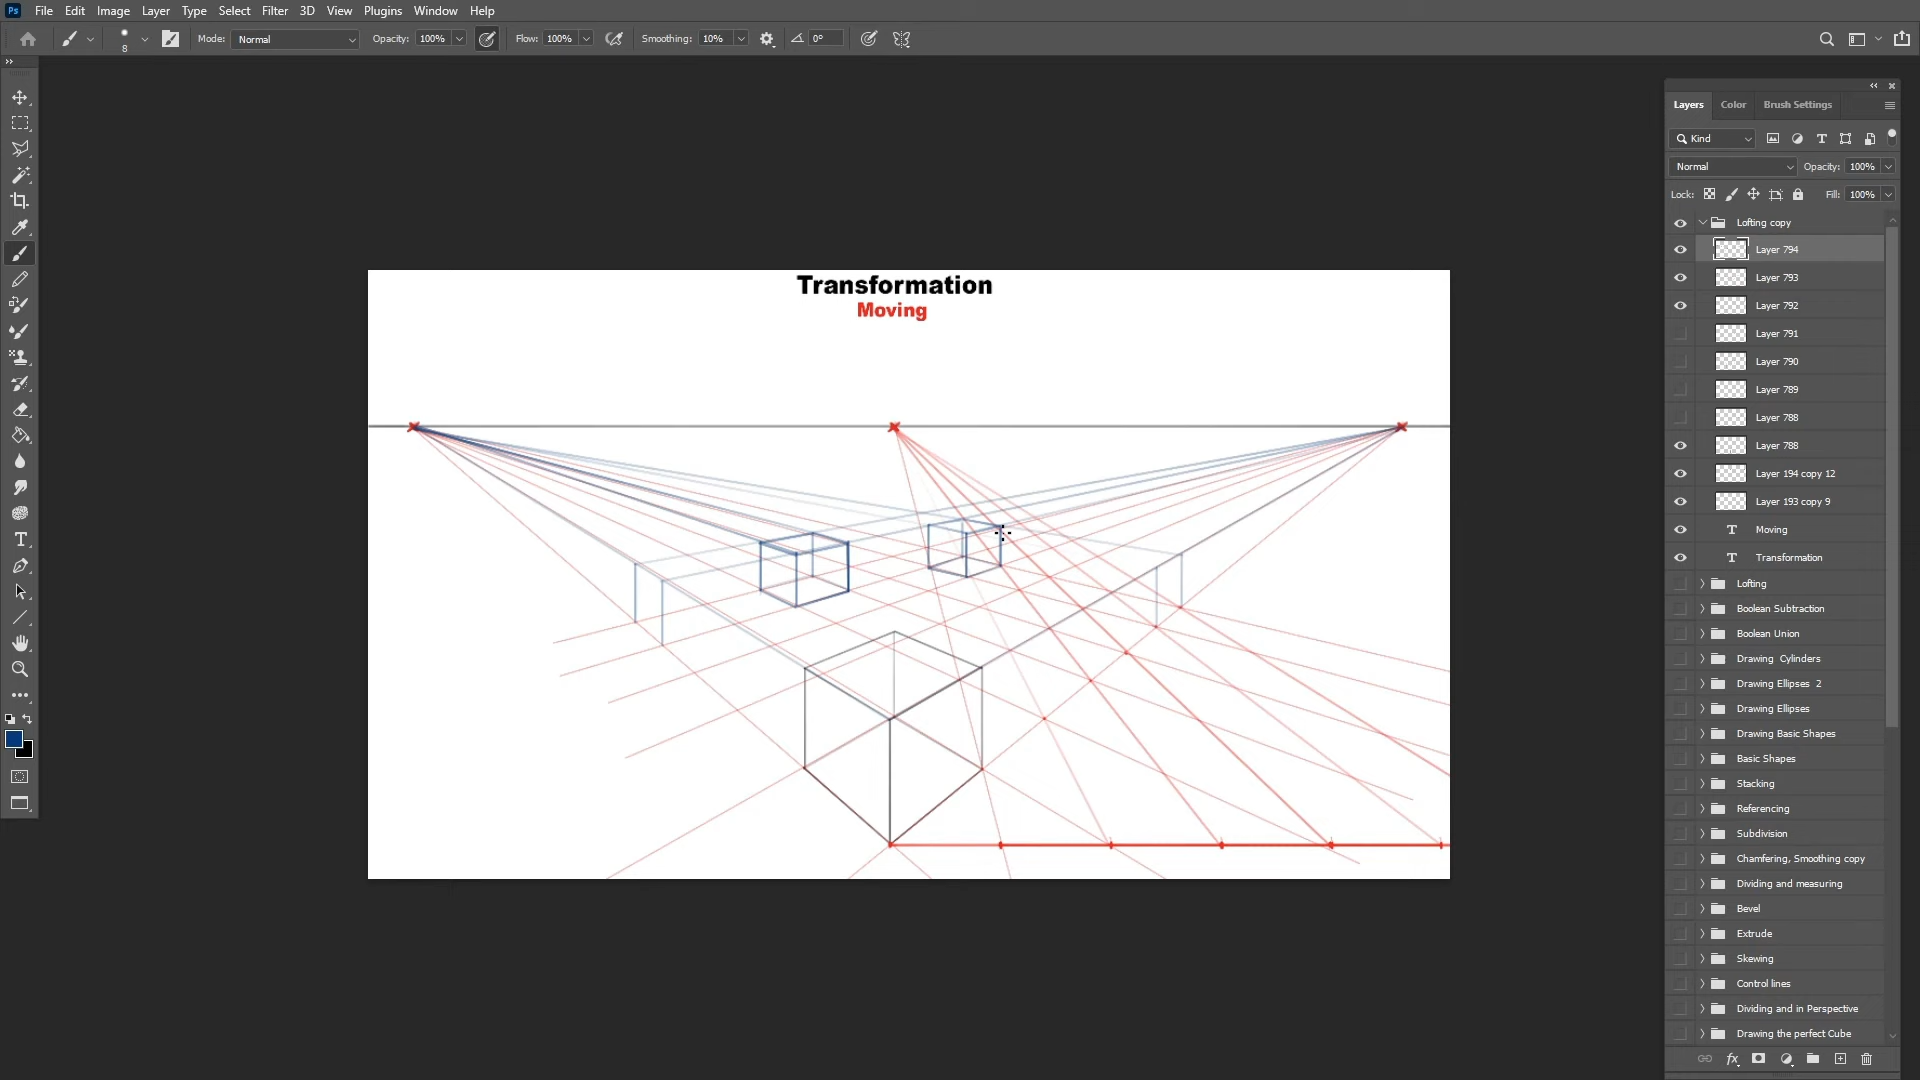 Ps File Edit Image Layer Type Select Filter 3D View Plugins Window Help
8 Mode: Normal Opacity: 100% Flow: 100% Smoothing: 10% 0°
Layers Color Brush Settings
Kind
Normal Opacity: 100%
Lock: Fill: 100%
Lofting copy
Layer 794
Layer 793
Layer 792
Layer 791
Layer 790
Layer 789
Layer 788
Layer 788
Layer 194 copy 12
Layer 193 copy 9
Moving
Transformation
Lofting
Boolean Subtraction
Boolean Union
Drawing Cylinders
Drawing Ellipses 2
Drawing Ellipses
Drawing Basic Shapes
Basic Shapes
Stacking
Referencing
Subdivision
Chamfering, Smoothing copy
Dividing and measuring
Bevel
Extrude
Skewing
Control lines
Dividing and in Perspective
Drawing the perfect Cube
fx
Transformation
Moving